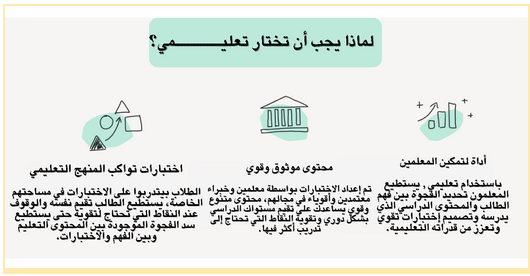 لماذا يجب أن تختار تعليمي؟
أداة لتمكين المعلمين
باستخدام تعليمي, يستطيع
المعلمون تحديد الفجوة بين فهم
الطالب والمحتوى الدراسي الذي
يدرسه وتصميم إختبارات تقوي
وتعزز من قدراته التعليمية.
محتوى موثوق وقوي
تم إعداد الاختبارات بواسطة معلمين وخبراء
معتمدين وأقوياء في مجالهم, محتوى متنوع
وقوي يساعدك على تقيم مستواك الدراسي
بشكل دوري وتقوية النقاط التي تحتاج إلى
تدريب أكثر فيها.
اختبارات تواكب المنهج التعليمي
الطلاب بيتدربوا على الاختبارات في مساحتهم
الخاصة, يستطيع الطالب تقيم نفسه والوقوف
عند النقاط التي تحتاج لتقوية حتى يستطيع
سد الفجوة الموجودة بين المحتوى التعليم
وبين الفهم والاختبارات.